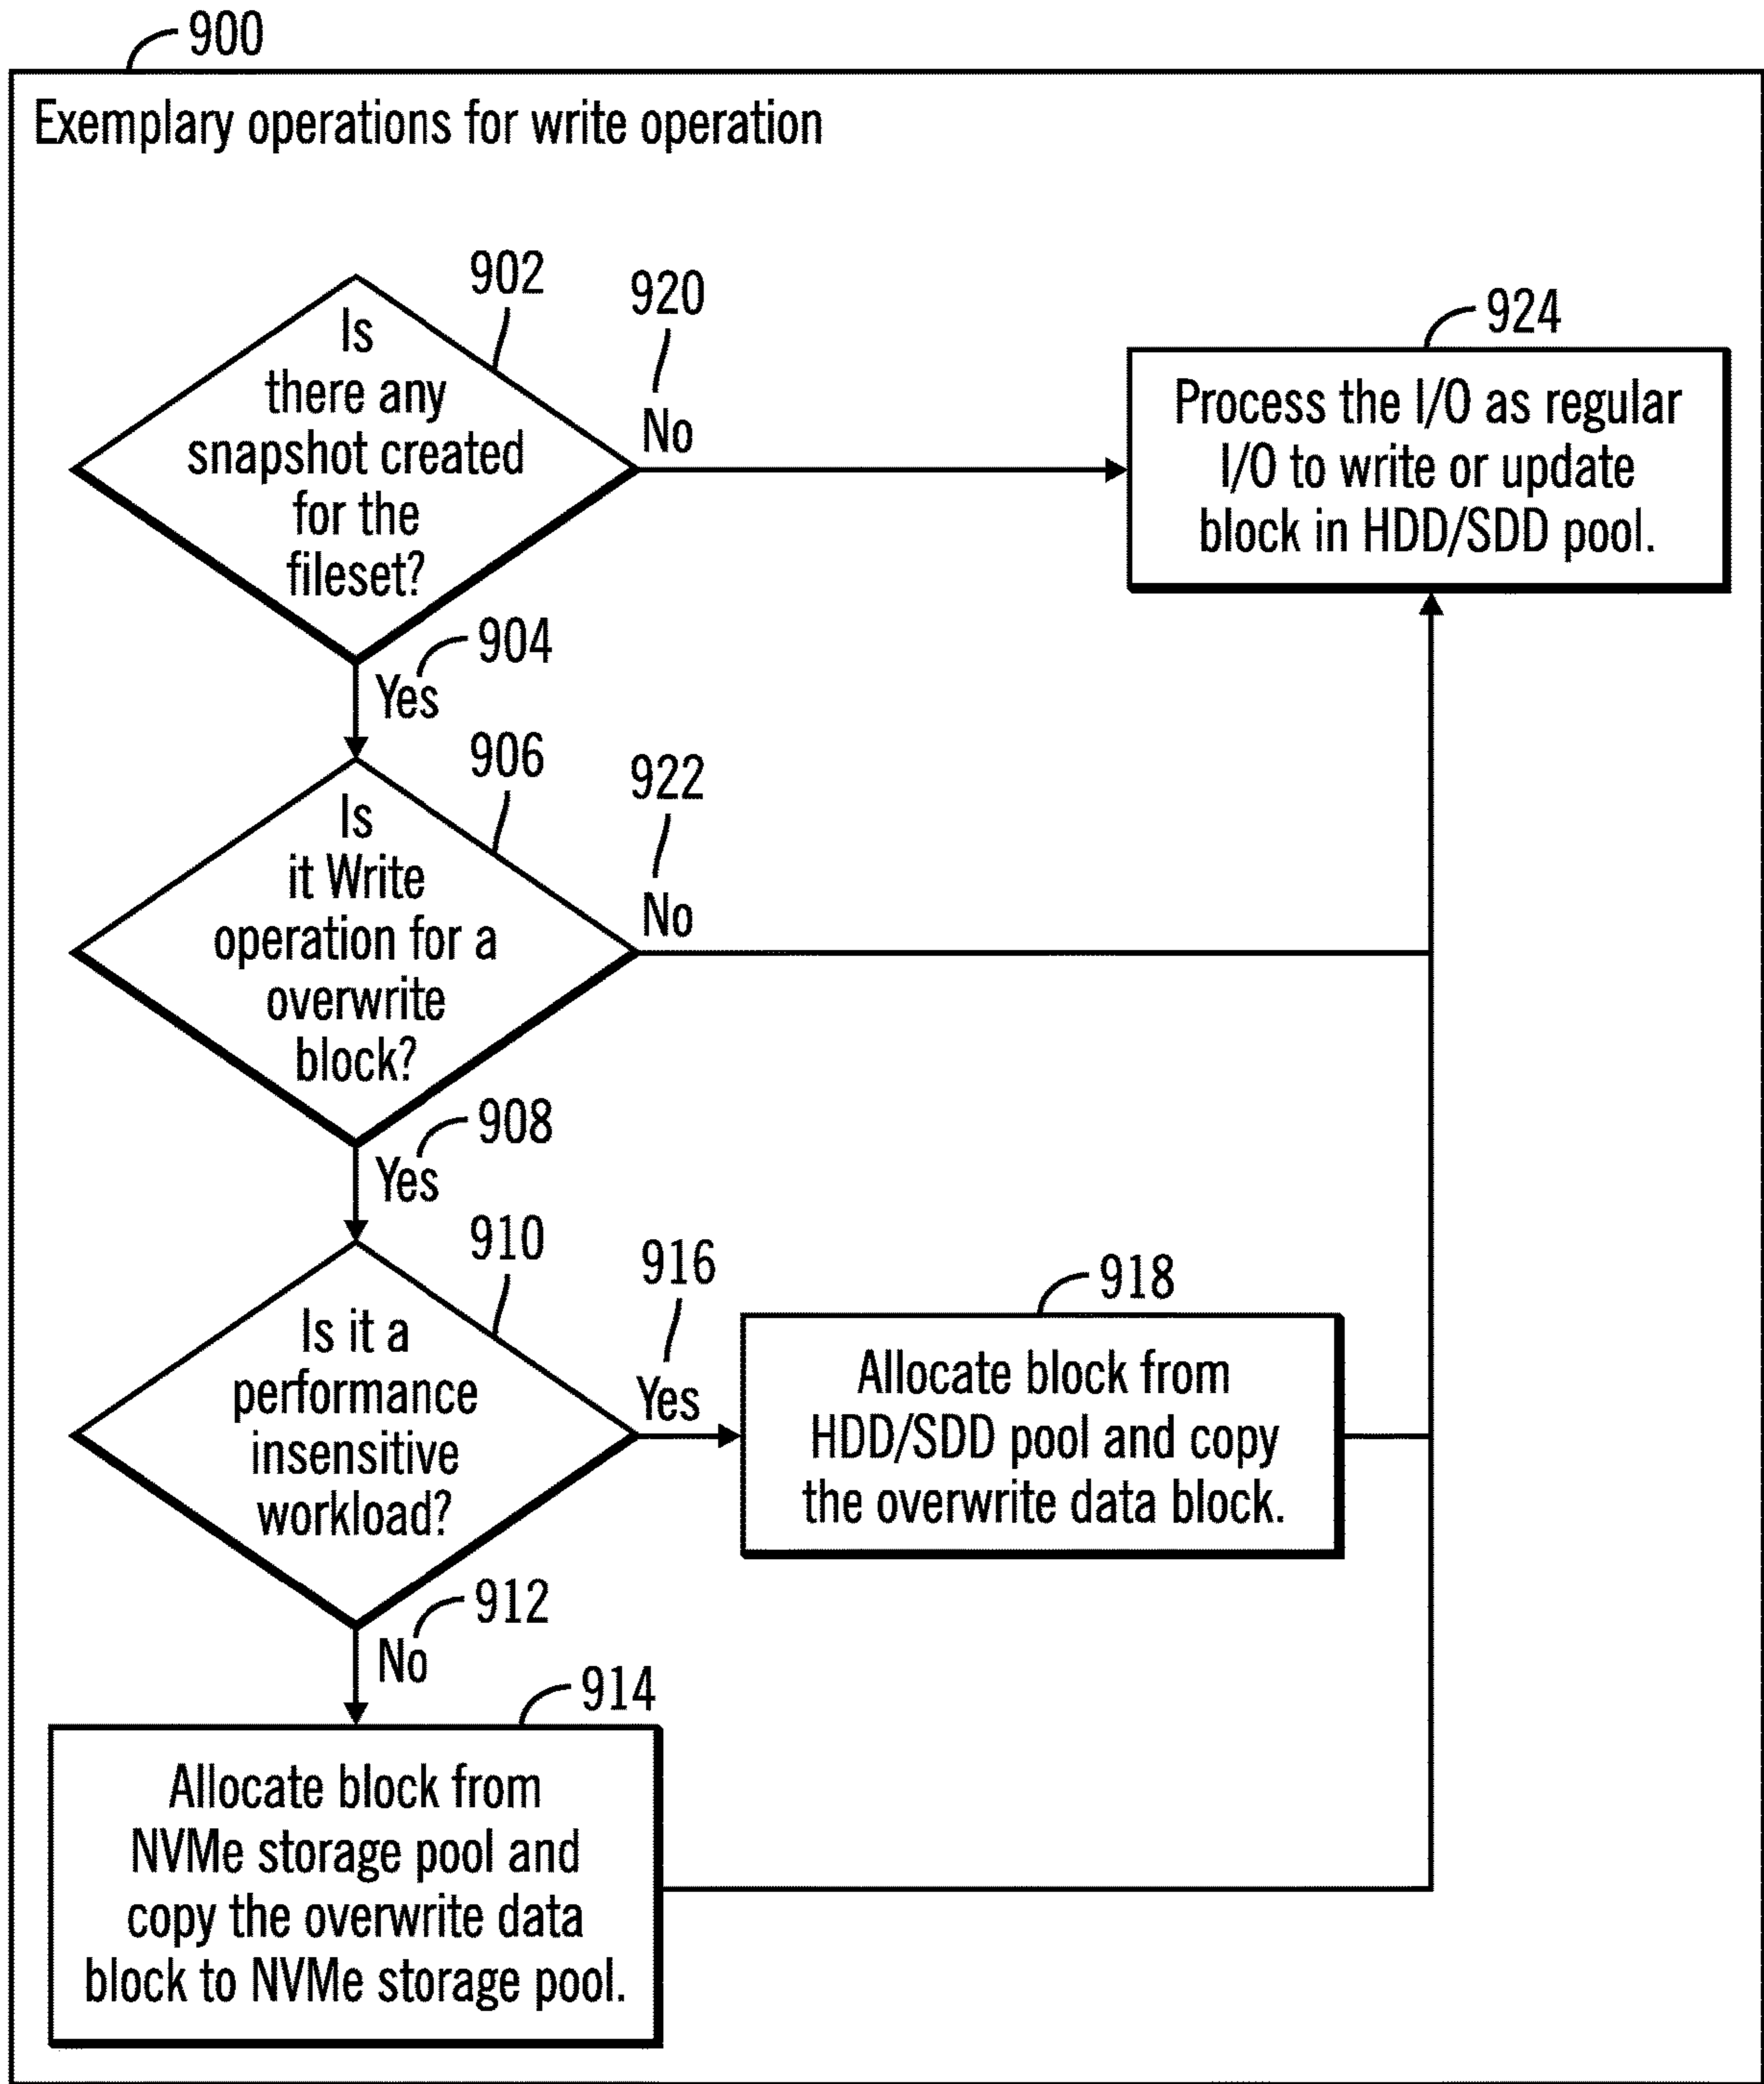 900
Exemplary operations for write operation
902
920
924
Is
there any
snapshot created
for the
fileset?
No
Process the I/O as regular
I/O to write or update
block in HDD/SDD pool.
904
Yes
906
922
Is
it Write
operation for a
overwrite
block?
No
908
Yes
910
916
918
Is it a
performance
insensitive
workload?
Yes
Allocate block from
HDD/SDD pool and copy
the overwrite data block.
912
No
914
Allocate block from
NVMe storage pool and
copy the overwrite data
block to NVMe storage pool.